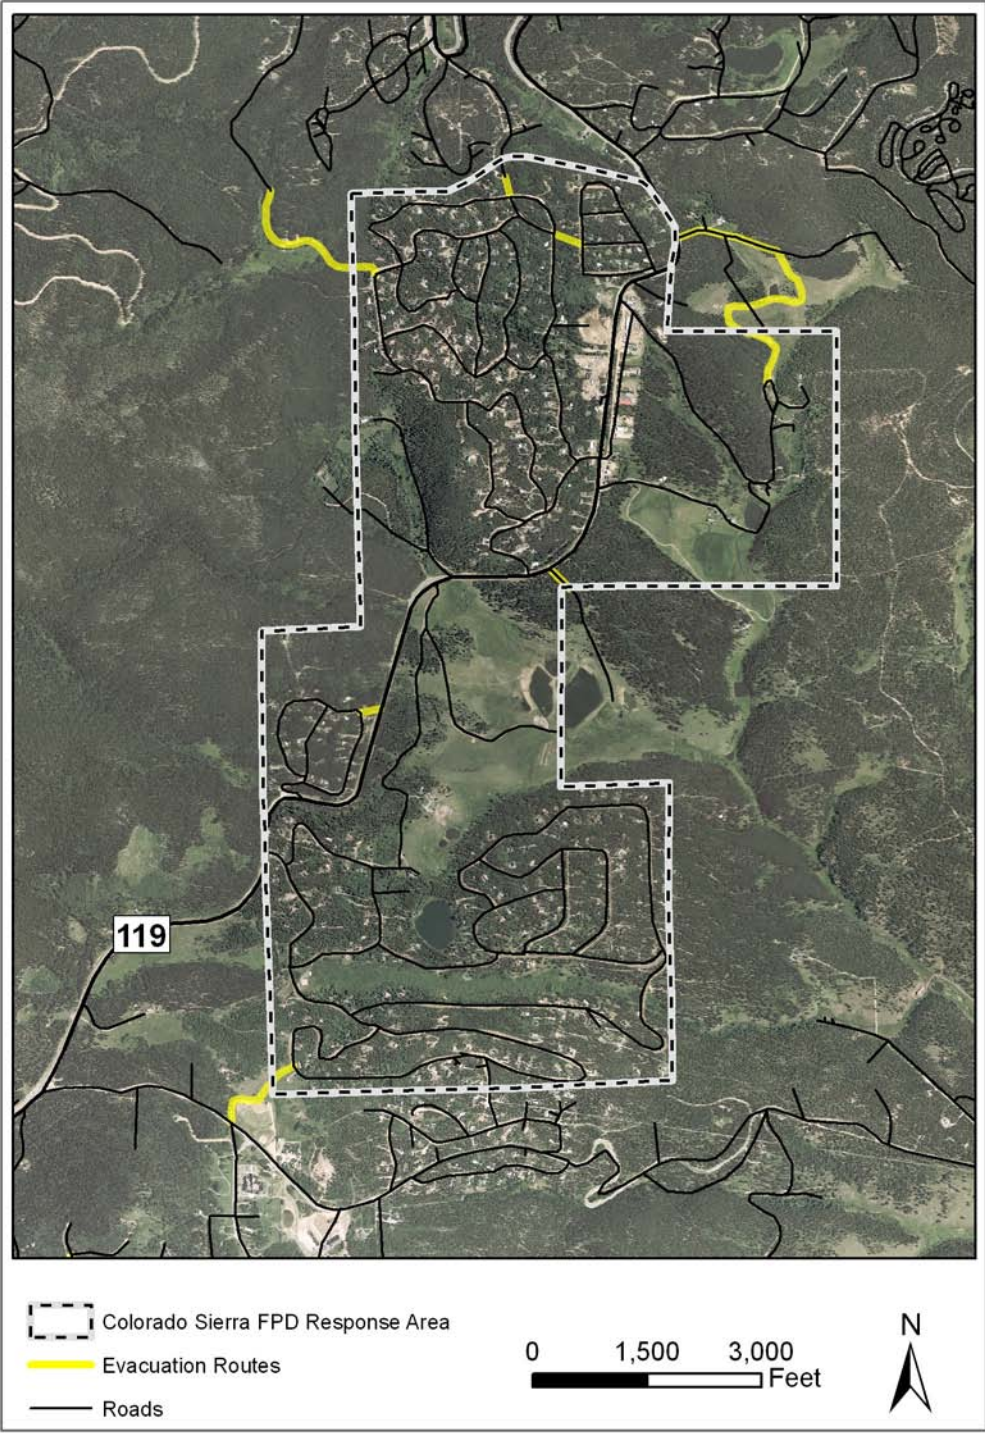 119
Colorado Sierra FPD Response Area
Evacuation Routes
Roads
0 1,500 3,000
Feet
N